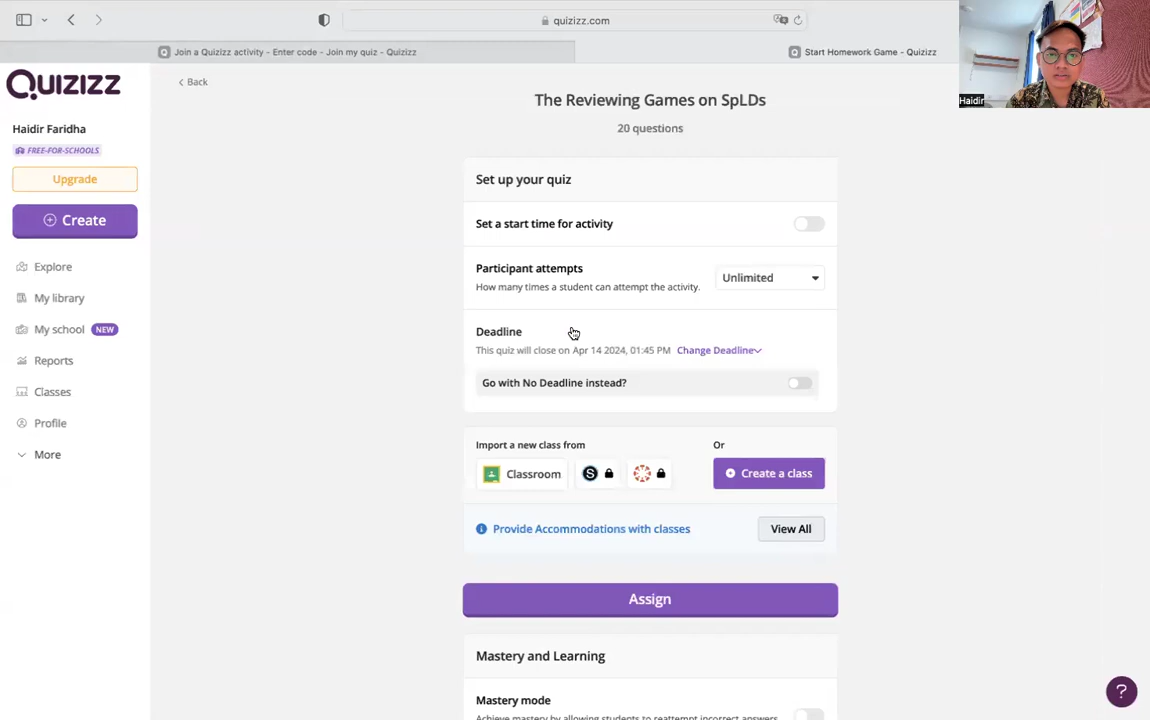 quizizz.com
Join a Quizizz activity - Enter code - Join my quiz - Quizizz
Start Homework Game - Quizizz
Haidir
QUIZIZZ
Haidir Faridha
FREE-FOR-SCHOOLS
Upgrade
Create
Explore
My library
My school NEW
Reports
Classes
Profile
More
Back
The Reviewing Games on SpLDs
20 questions
Set up your quiz
Set a start time for activity
Participant attempts
How many times a student can attempt the activity.
Unlimited
Deadline
This quiz will close on Apr 14 2024, 01:45 PM Change Deadline
Go with No Deadline instead?
Import a new class from
Or
Classroom
S
Create a class
Provide Accommodations with classes
View All
Assign
Mastery and Learning
Mastery mode
Achieve mastery by allowing students to reattempt incorrect answers
?